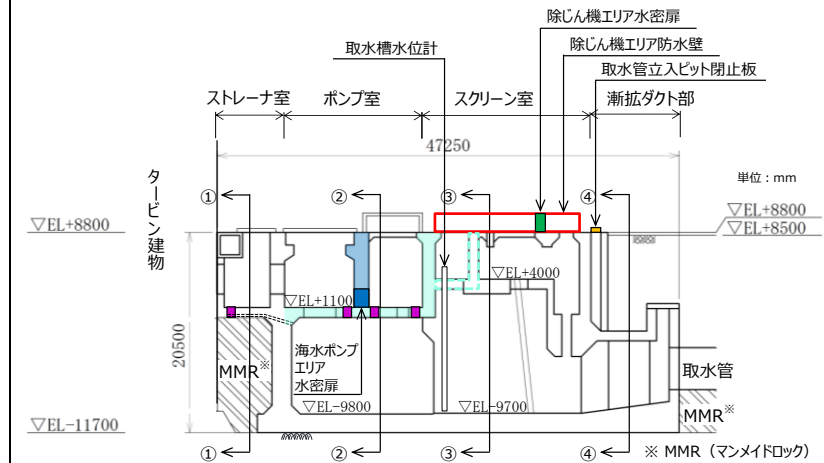 除じん機エリア水密扉
除じん機エリア防水壁
取水槽水位計
取水管立入ピット閉止板
ストレーナ室
ポンプ室
スクリーン室
漸拡ダクト部
47250
単位：mm
タービン建物
①
②
③
④
▽EL+8800
▽EL+8800
▽EL+8500
▽EL+4000
▽EL+1100
20500
海水ポンプ
エリア
水密扉
MMR※
取水管
MMR※
▽EL-9800
▽EL-9700
▽EL-11700
①
②
③
④
※ MMR（マンメイドロック）